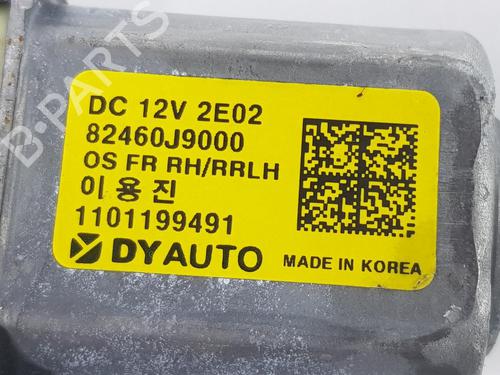 B-PARTS
DC 12V 2E02
82460J9000
OS FR RH/RRLH
이용진
1101199491
DYAUTO
MADE IN KOREA